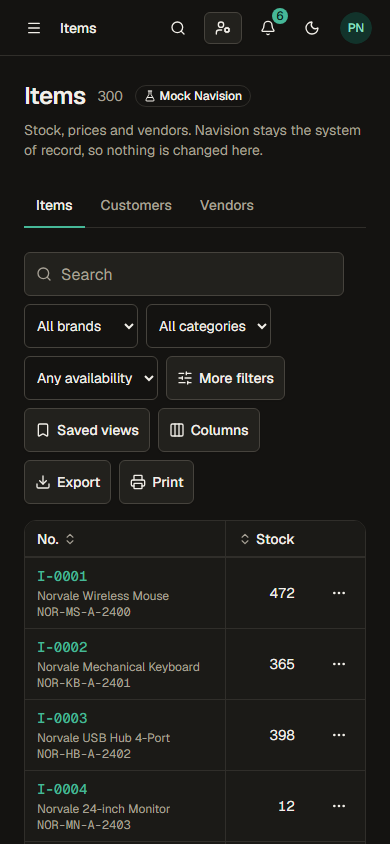 Items
6
PN
Items 300 Mock Navision
Stock, prices and vendors. Navision stays the system
of record, so nothing is changed here.
Items Customers Vendors
Search
All brands All categories
Any availability More filters
Saved views Columns
Export Print
No. Stock
I-0001
Norvale Wireless Mouse
NOR-MS-A-2400
472
I-0002
Norvale Mechanical Keyboard
NOR-KB-A-2401
365
I-0003
Norvale USB Hub 4-Port
NOR-HB-A-2402
398
I-0004
Norvale 24-inch Monitor
NOR-MN-A-2403
12